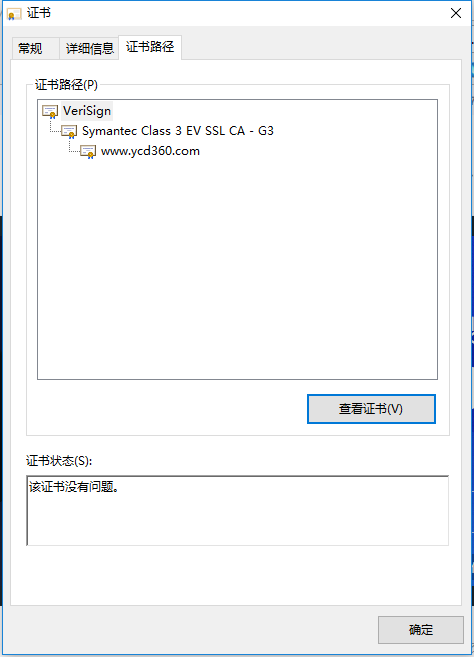 证书
常规 详细信息 证书路径
证书路径(P)
VeriSign
Symantec Class 3 EV SSL CA - G3
www.ycd360.com
查看证书(V)
证书状态(S):
该证书没有问题。
确定